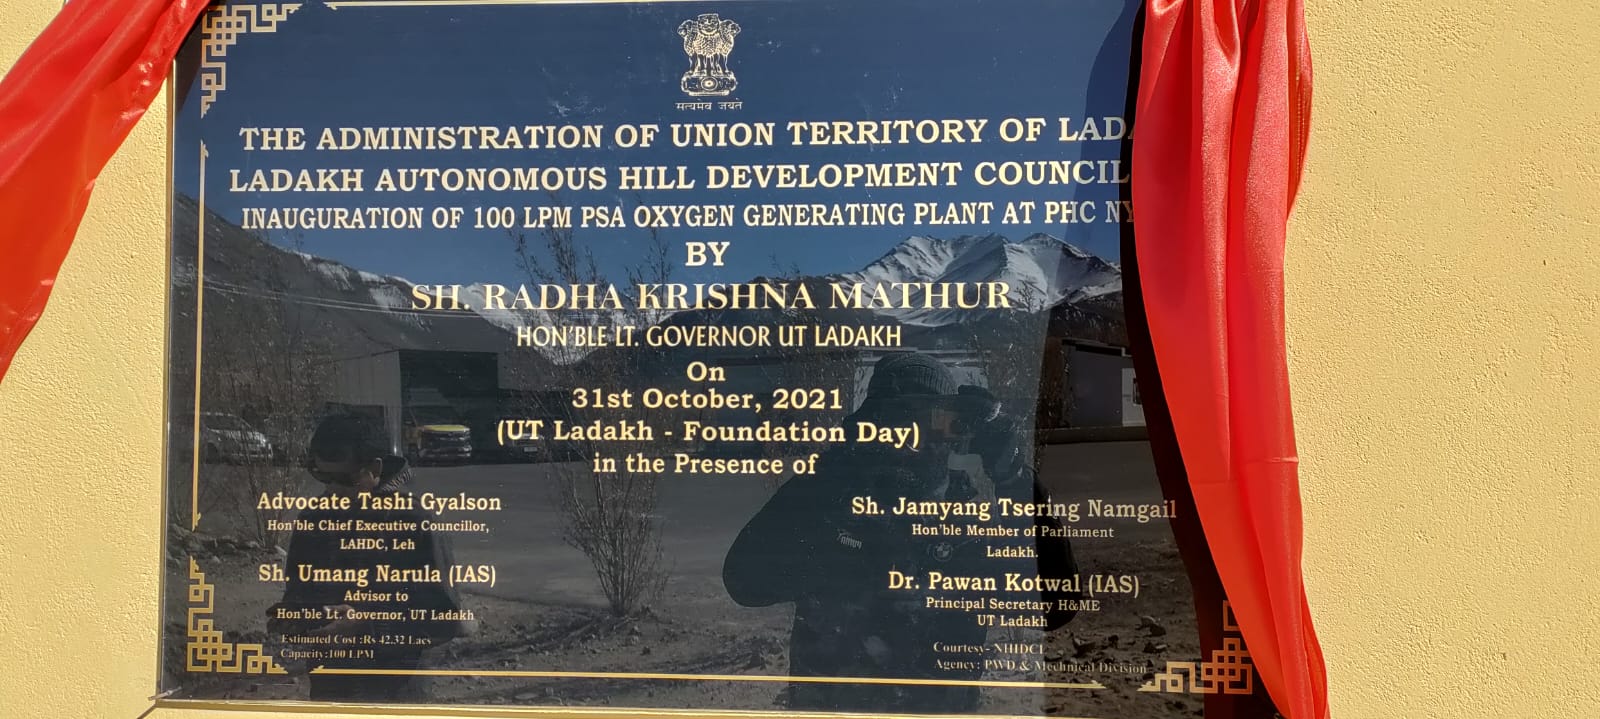 सत्यमेव जयते
THE ADMINISTRATION OF UNION TERRITORY OF
LADAKH AUTONOMOUS HILL DEVELOPMENT COUNCIL
INAUGURATION OF 100 LPM PSA OXYGEN GENERATING PLANT AT PHC
BY
SH. RADHA KRISHNA MATHUR
HON'BLE LT. GOVERNOR UT LADAKH
On
31st October, 2021
(UT Ladakh - Foundation Day)
in the Presence of
Advocate Tashi Gyalson
Hon'ble Chief Executive Councillor,
LAHDC, Leh
Sh. Umang Narula (IAS)
Advisor to
Hon'ble Lt. Governor, UT Ladakh
Estimated Cost :Rs 42.32 Lacs
Capacity:100 LPM
Sh. Jamyang Tsering Namgail
Hon'ble Member of Parliament
Ladakh.
Dr. Pawan Kotwal (IAS)
Principal Secretary H&ME
UT Ladakh
Courtesy- NHIDCL
Agency: PWD & Mechnical Division